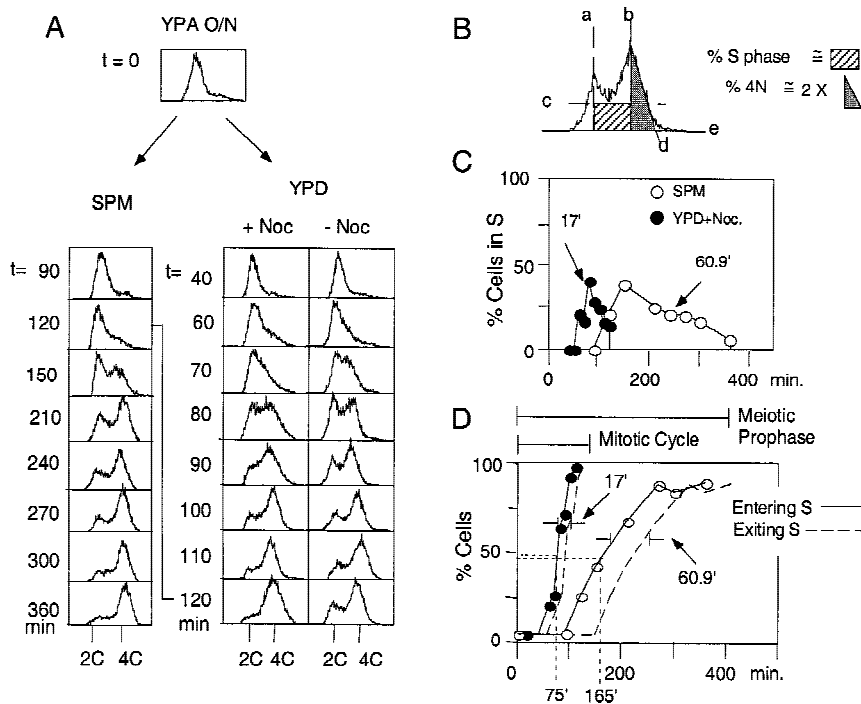 A
YPA O/N
t = 0
SPM
YPD
+ Noc
- Noc
t= 90
120
150
210
240
270
300
360
min
t= 40
60
70
80
90
100
110
120
min
2C 4C
2C 4C
2C 4C
B
a b
c
d
e
% S phase ≅
% 4N ≅ 2 X
C
% Cells in S
100
50
0
SPM
YPD+Noc.
17'
60.9'
0 200 400 min.
D
Meiotic
Prophase
Mitotic Cycle
% Cells
100
50
0
17'
60.9'
Entering S
Exiting S
0 200 400 min.
75' 165'